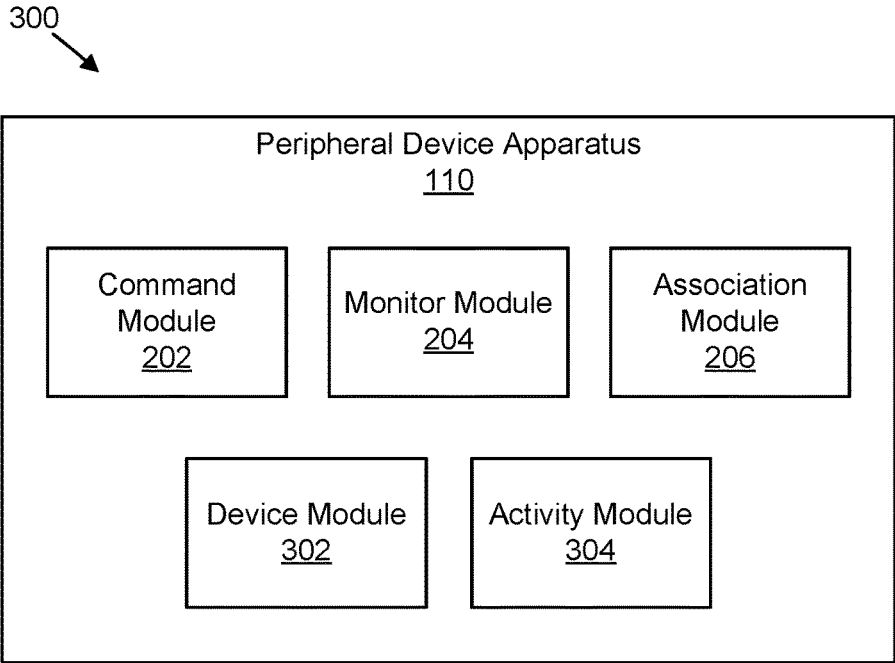 300
Peripheral Device Apparatus
110
Command
Module
202
Monitor Module
204
Association
Module
206
Device Module
302
Activity Module
304